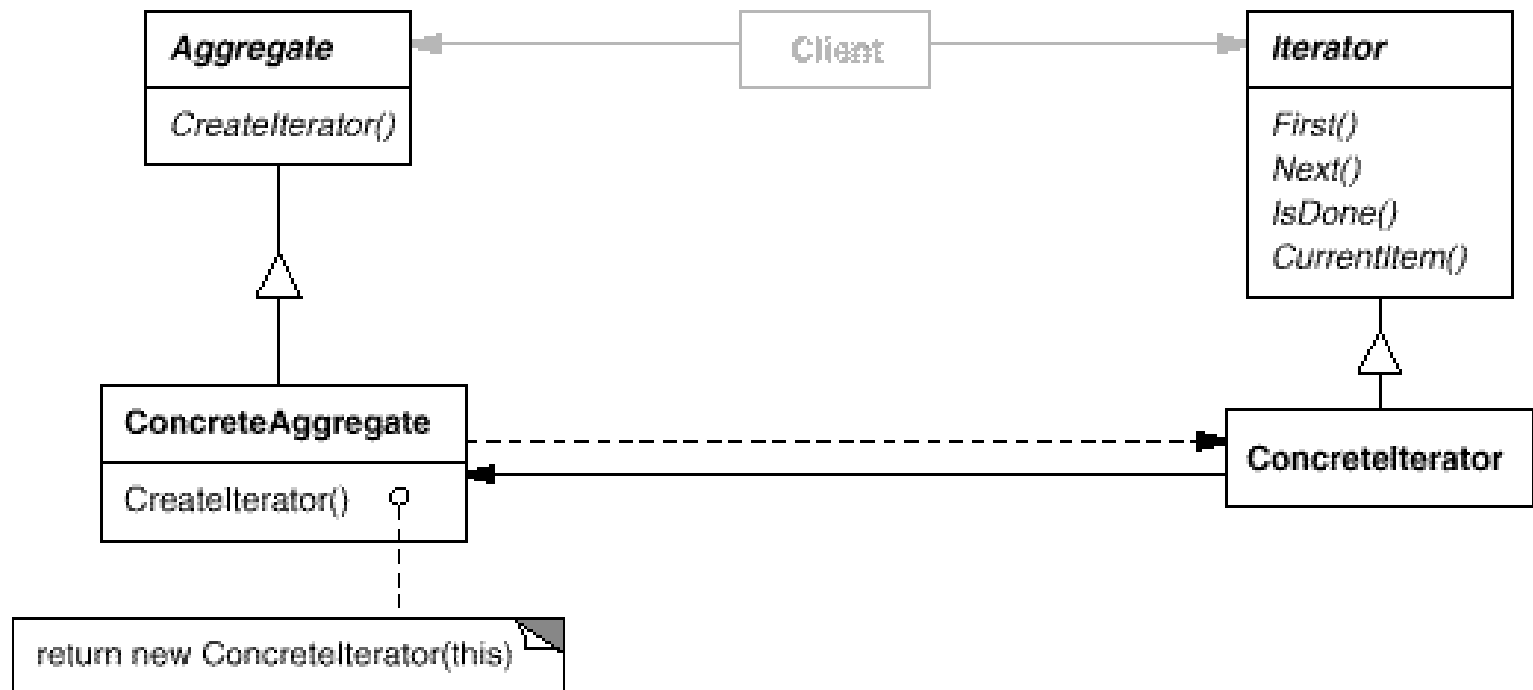 Aggregate
CreateIterator()
Client
Iterator
First()
Next()
IsDone()
CurrentItem()
ConcreteAggregate
CreateIterator()
ConcreteIterator
return new ConcreteIterator(this)